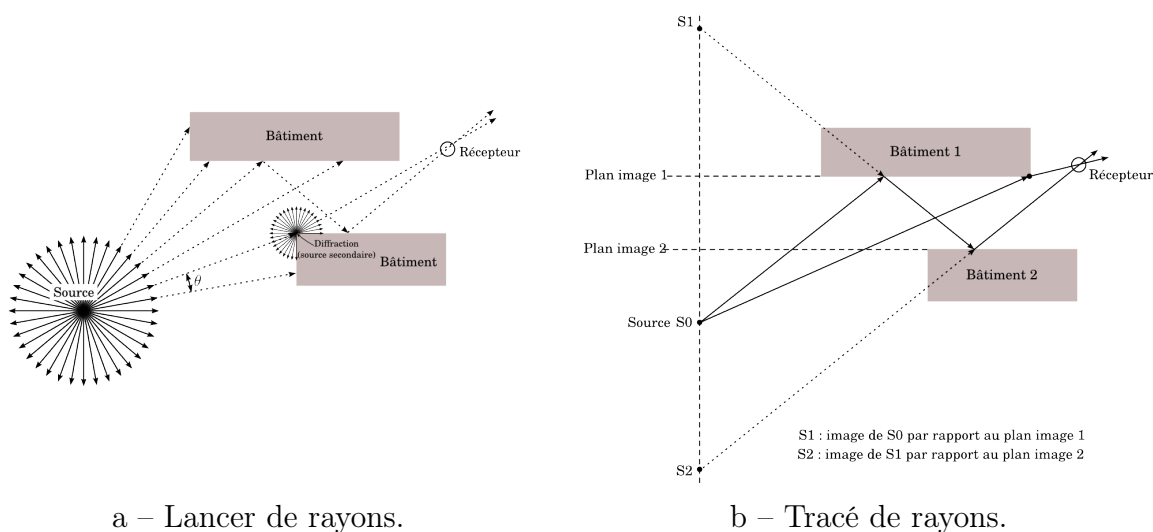 Bâtiment
Récepteur
Diffraction
(source secondaire)
Bâtiment
θ
Source
a – Lancer de rayons.
S1
Bâtiment 1
Plan image 1
Récepteur
Plan image 2
Bâtiment 2
Source S0
S1 : image de S0 par rapport au plan image 1
S2 : image de S1 par rapport au plan image 2
S2
b – Tracé de rayons.